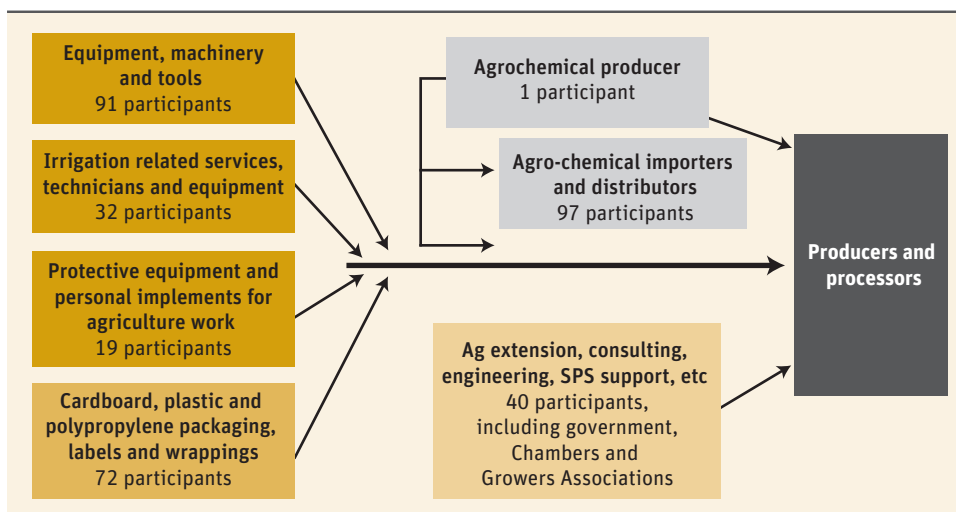 Equipment, machinery
and tools
91 participants
Irrigation related services,
technicians and equipment
32 participants
Protective equipment and
personal implements for
agriculture work
19 participants
Cardboard, plastic and
polypropylene packaging,
labels and wrappings
72 participants
Agrochemical producer
1 participant
Agro-chemical importers
and distributors
97 participants
Ag extension, consulting,
engineering, SPS support, etc
40 participants,
including government,
Chambers and
Growers Associations
Producers and
processors